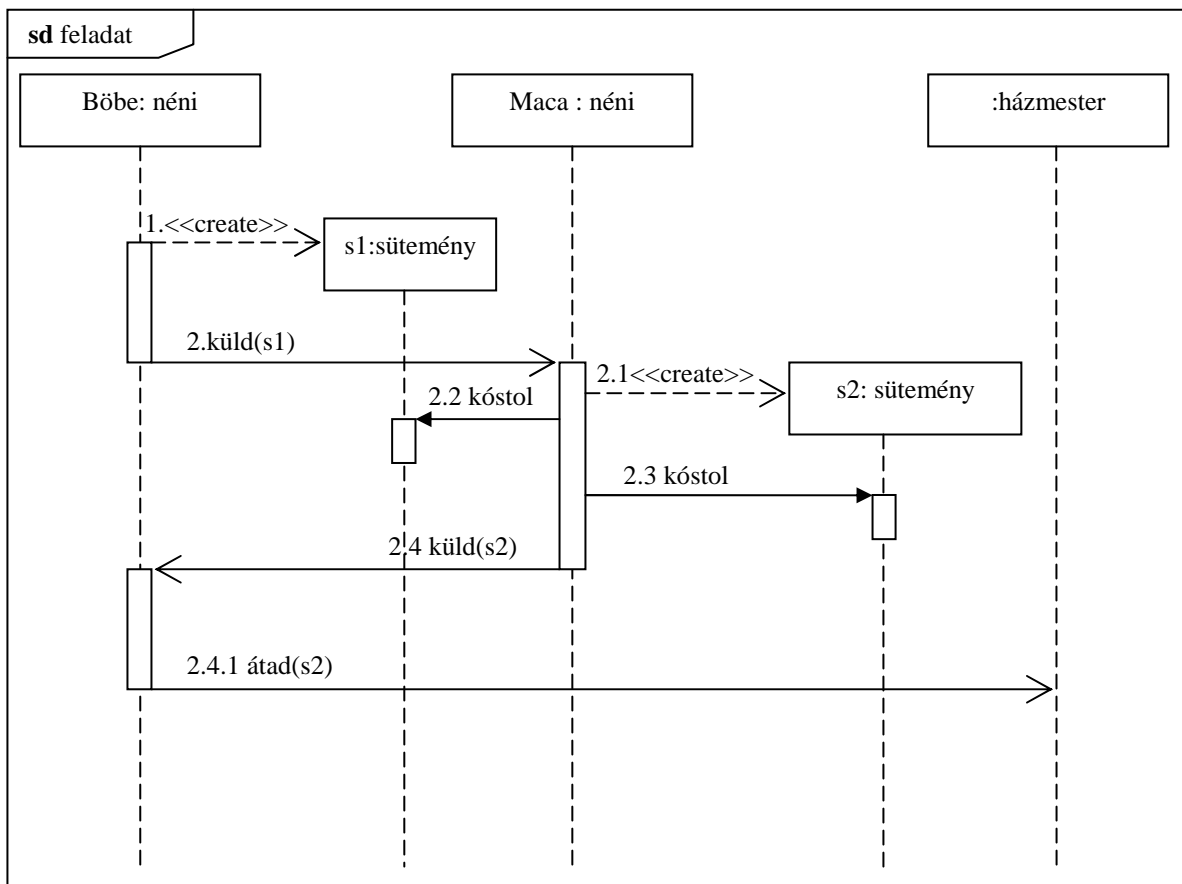 sd feladat
Böbe: néni
Maca : néni
:házmester
1.<<create>>
s1:sütemény
2.küld(s1)
2.1<<create>>
s2: sütemény
2.2 kóstol
2.3 kóstol
2.4 küld(s2)
2.4.1 átad(s2)